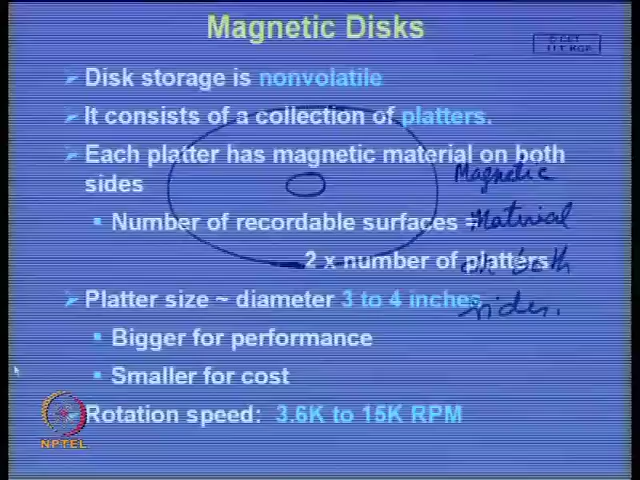 Magnetic Disks
Disk storage is nonvolatile
It consists of a collection of platters.
Each platter has magnetic material on both
sides
Number of recordable surfaces =
2 x number of platters
Platter size ~ diameter 3 to 4 inches
Bigger for performance
Smaller for cost
Rotation speed: 3.6K to 15K RPM
Magnetic
Material
on both
sides.
NPTEL